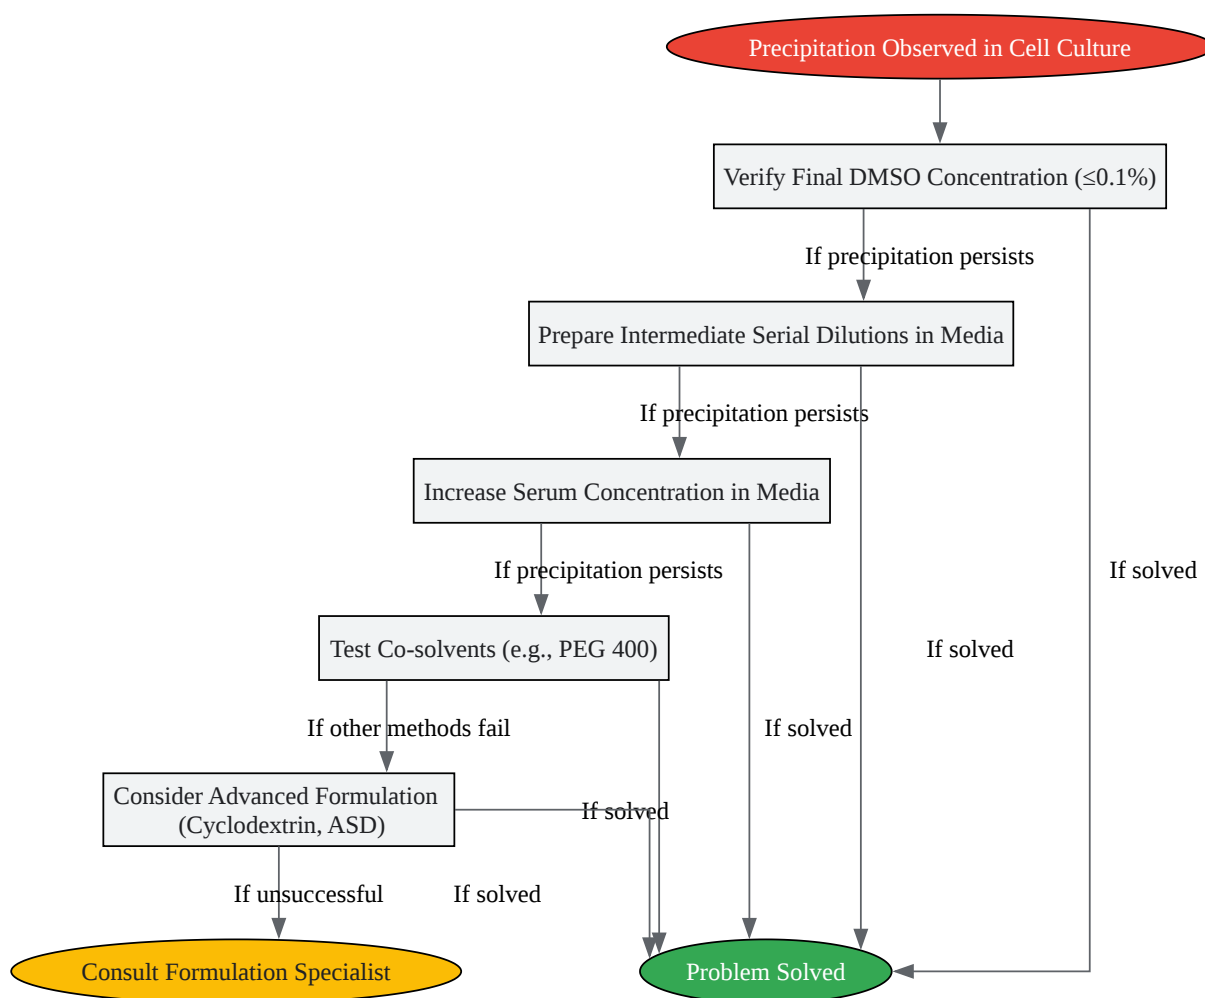 Precipitation Observed in Cell Culture
Verify Final DMSO Concentration (≤0.1%)
If precipitation persists
Prepare Intermediate Serial Dilutions in Media
If precipitation persists
Increase Serum Concentration in Media
If precipitation persists
If solved
Test Co-solvents (e.g., PEG 400)
If solved
If other methods fail
If solved
Consider Advanced Formulation
(Cyclodextrin, ASD)
If solved
If unsuccessful
If solved
Consult Formulation Specialist
Problem Solved